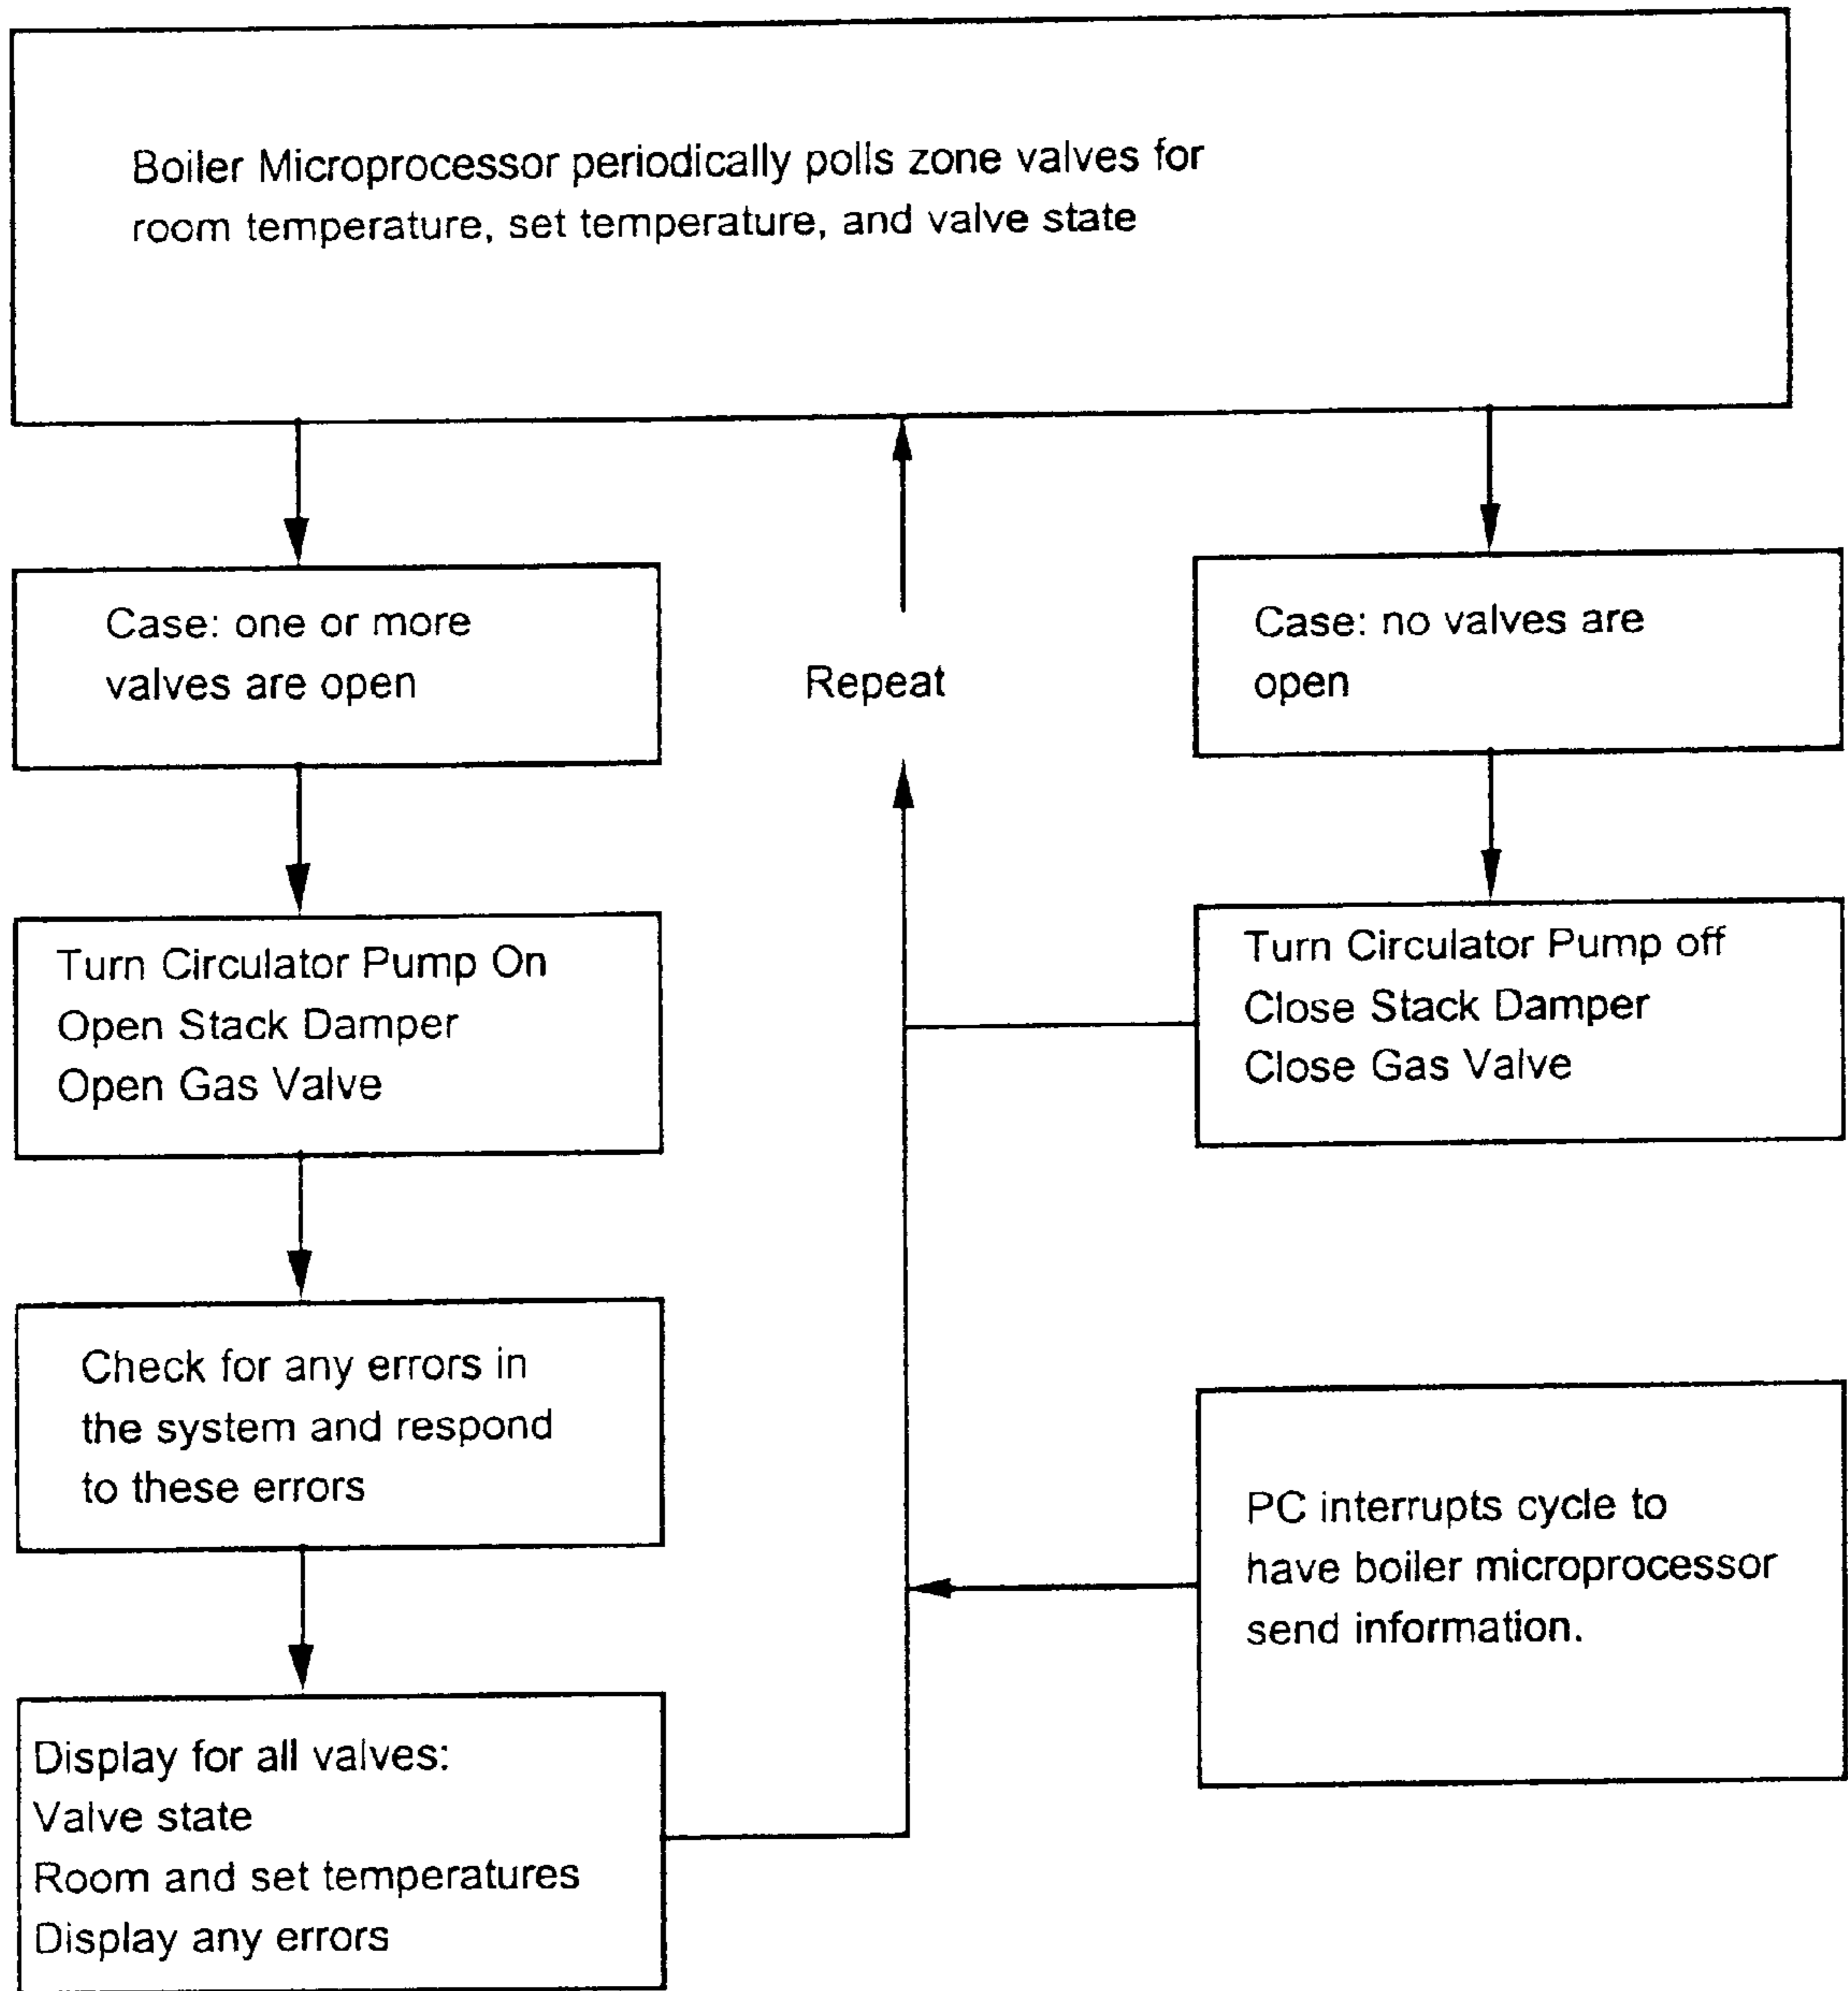 Boiler Microprocessor periodically polls zone valves for
room temperature, set temperature, and valve state
Case: one or more
valves are open
Repeat
Case: no valves are
open
Turn Circulator Pump On
Open Stack Damper
Open Gas Valve
Turn Circulator Pump off
Close Stack Damper
Close Gas Valve
Check for any errors in
the system and respond
to these errors
PC interrupts cycle to
have boiler microprocessor
send information.
Display for all valves:
Valve state
Room and set temperatures
Display any errors